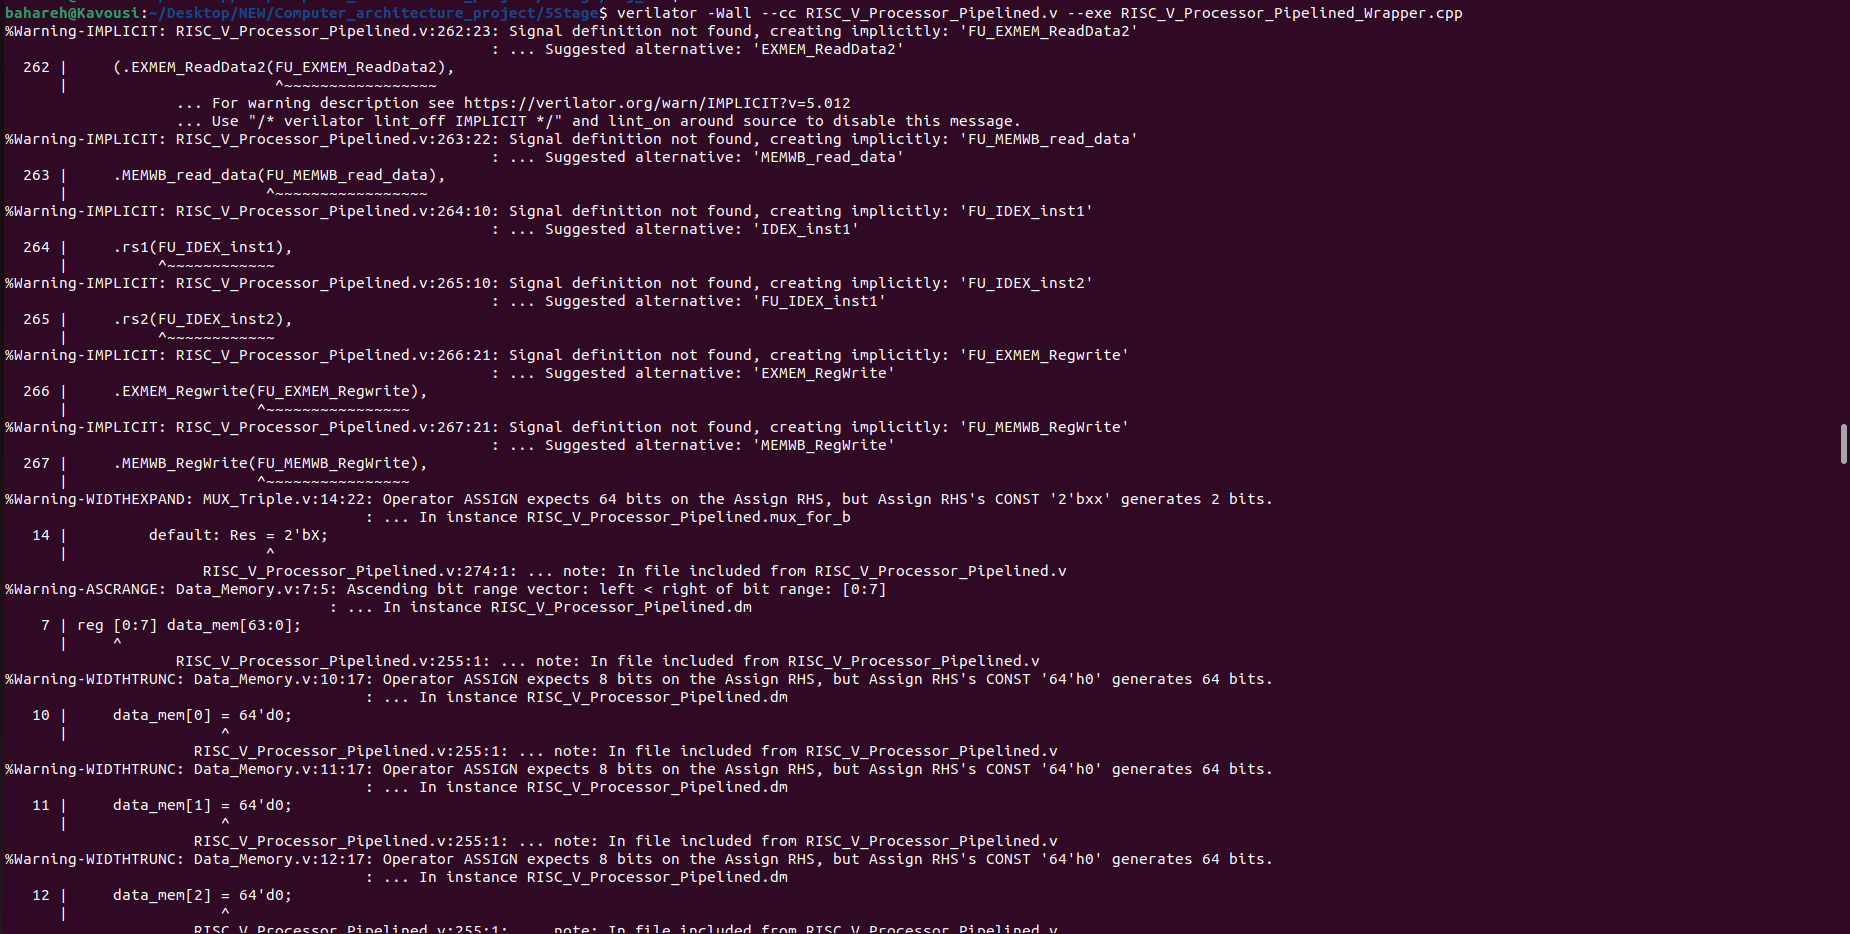 bahareh@Kavousi:~/Desktop/NEW/Computer_architecture_project/5Stage$ verilator -Wall --cc RISC_V_Processor_Pipelined.v --exe RISC_V_Processor_Pipelined_Wrapper.cpp
%Warning-IMPLICIT: RISC_V_Processor_Pipelined.v:262:23: Signal definition not found, creating implicitly: 'FU_EXMEM_ReadData2'
: ... Suggested alternative: 'EXMEM_ReadData2'
262 |     (.EXMEM_ReadData2(FU_EXMEM_ReadData2),
|                       ^~~~~~~~~~~~~~~~~~
... For warning description see https://verilator.org/warn/IMPLICIT?v=5.012
... Use "/* verilator lint_off IMPLICIT */" and lint_on around source to disable this message.
%Warning-IMPLICIT: RISC_V_Processor_Pipelined.v:263:22: Signal definition not found, creating implicitly: 'FU_MEMWB_read_data'
: ... Suggested alternative: 'MEMWB_read_data'
263 |     .MEMWB_read_data(FU_MEMWB_read_data),
|                      ^~~~~~~~~~~~~~~~~~
%Warning-IMPLICIT: RISC_V_Processor_Pipelined.v:264:10: Signal definition not found, creating implicitly: 'FU_IDEX_inst1'
: ... Suggested alternative: 'IDEX_inst1'
264 |     .rs1(FU_IDEX_inst1),
|          ^~~~~~~~~~~~~
%Warning-IMPLICIT: RISC_V_Processor_Pipelined.v:265:10: Signal definition not found, creating implicitly: 'FU_IDEX_inst2'
: ... Suggested alternative: 'FU_IDEX_inst1'
265 |     .rs2(FU_IDEX_inst2),
|          ^~~~~~~~~~~~~
%Warning-IMPLICIT: RISC_V_Processor_Pipelined.v:266:21: Signal definition not found, creating implicitly: 'FU_EXMEM_Regwrite'
: ... Suggested alternative: 'EXMEM_RegWrite'
266 |     .EXMEM_Regwrite(FU_EXMEM_Regwrite),
|                     ^~~~~~~~~~~~~~~~~
%Warning-IMPLICIT: RISC_V_Processor_Pipelined.v:267:21: Signal definition not found, creating implicitly: 'FU_MEMWB_RegWrite'
: ... Suggested alternative: 'MEMWB_RegWrite'
267 |     .MEMWB_RegWrite(FU_MEMWB_RegWrite),
|                     ^~~~~~~~~~~~~~~~~
%Warning-WIDTHEXPAND: MUX_Triple.v:14:22: Operator ASSIGN expects 64 bits on the Assign RHS, but Assign RHS's CONST '2'bxx' generates 2 bits.
: ... In instance RISC_V_Processor_Pipelined.mux_for_b
14 |         default: Res = 2'bX;
|                      ^
RISC_V_Processor_Pipelined.v:274:1: ... note: In file included from RISC_V_Processor_Pipelined.v
%Warning-ASCRANGE: Data_Memory.v:7:5: Ascending bit range vector: left < right of bit range: [0:7]
: ... In instance RISC_V_Processor_Pipelined.dm
7 | reg [0:7] data_mem[63:0];
|     ^
RISC_V_Processor_Pipelined.v:255:1: ... note: In file included from RISC_V_Processor_Pipelined.v
%Warning-WIDTHTRUNC: Data_Memory.v:10:17: Operator ASSIGN expects 8 bits on the Assign RHS, but Assign RHS's CONST '64'h0' generates 64 bits.
: ... In instance RISC_V_Processor_Pipelined.dm
10 |     data_mem[0] = 64'd0;
|                 ^
RISC_V_Processor_Pipelined.v:255:1: ... note: In file included from RISC_V_Processor_Pipelined.v
%Warning-WIDTHTRUNC: Data_Memory.v:11:17: Operator ASSIGN expects 8 bits on the Assign RHS, but Assign RHS's CONST '64'h0' generates 64 bits.
: ... In instance RISC_V_Processor_Pipelined.dm
11 |     data_mem[1] = 64'd0;
|                 ^
RISC_V_Processor_Pipelined.v:255:1: ... note: In file included from RISC_V_Processor_Pipelined.v
%Warning-WIDTHTRUNC: Data_Memory.v:12:17: Operator ASSIGN expects 8 bits on the Assign RHS, but Assign RHS's CONST '64'h0' generates 64 bits.
: ... In instance RISC_V_Processor_Pipelined.dm
12 |     data_mem[2] = 64'd0;
|                 ^
RISC_V_Processor_Pipelined.v:255:1: ... note: In file included from RISC_V_Processor_Pipelined.v